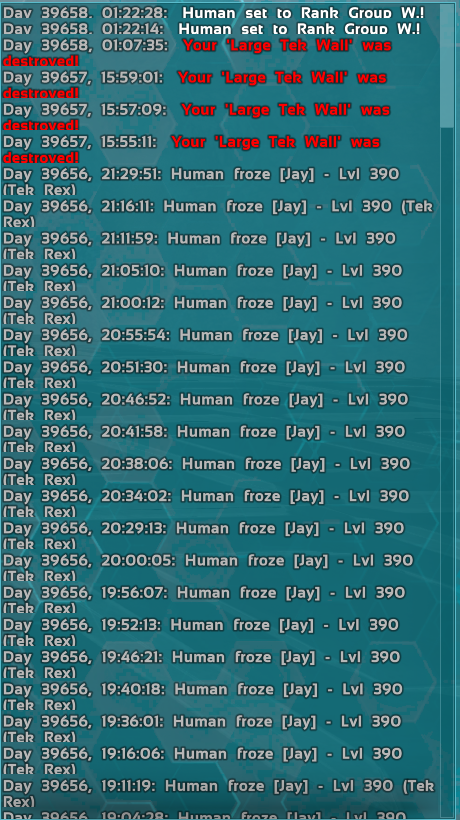 Day 39658, 01:22:28: Human set to Rank Group W.!
Day 39658, 01:22:14: Human set to Rank Group W.!
Day 39658, 01:07:35: Your 'Large Tek Wall' was
destroyed!
Day 39657, 15:59:01: Your 'Large Tek Wall' was
destroyed!
Day 39657, 15:57:09: Your 'Large Tek Wall' was
destroyed!
Day 39657, 15:55:11: Your 'Large Tek Wall' was
destroyed!
Day 39656, 21:29:51: Human froze [Jay] - Lvl 390
(Tek Rex)
Day 39656, 21:16:11: Human froze [Jay] - Lvl 390 (Tek
Rex)
Day 39656, 21:11:59: Human froze [Jay] - Lvl 390
(Tek Rex)
Day 39656, 21:05:10: Human froze [Jay] - Lvl 390
(Tek Rex)
Day 39656, 21:00:12: Human froze [Jay] - Lvl 390
(Tek Rex)
Day 39656, 20:55:54: Human froze [Jay] - Lvl 390
(Tek Rex)
Day 39656, 20:51:30: Human froze [Jay] - Lvl 390
(Tek Rex)
Day 39656, 20:46:52: Human froze [Jay] - Lvl 390
(Tek Rex)
Day 39656, 20:41:58: Human froze [Jay] - Lvl 390
(Tek Rex)
Day 39656, 20:38:06: Human froze [Jay] - Lvl 390
(Tek Rex)
Day 39656, 20:34:02: Human froze [Jay] - Lvl 390
(Tek Rex)
Day 39656, 20:29:13: Human froze [Jay] - Lvl 390
(Tek Rex)
Day 39656, 20:00:05: Human froze [Jay] - Lvl 390
(Tek Rex)
Day 39656, 19:56:07: Human froze [Jay] - Lvl 390
(Tek Rex)
Day 39656, 19:52:13: Human froze [Jay] - Lvl 390
(Tek Rex)
Day 39656, 19:46:21: Human froze [Jay] - Lvl 390
(Tek Rex)
Day 39656, 19:40:18: Human froze [Jay] - Lvl 390
(Tek Rex)
Day 39656, 19:36:01: Human froze [Jay] - Lvl 390
(Tek Rex)
Day 39656, 19:16:06: Human froze [Jay] - Lvl 390
(Tek Rex)
Day 39656, 19:11:19: Human froze [Jay] - Lvl 390 (Tek
Rex)
Day 39656, 19:04:28: Human froze [Jay] - Lvl 390